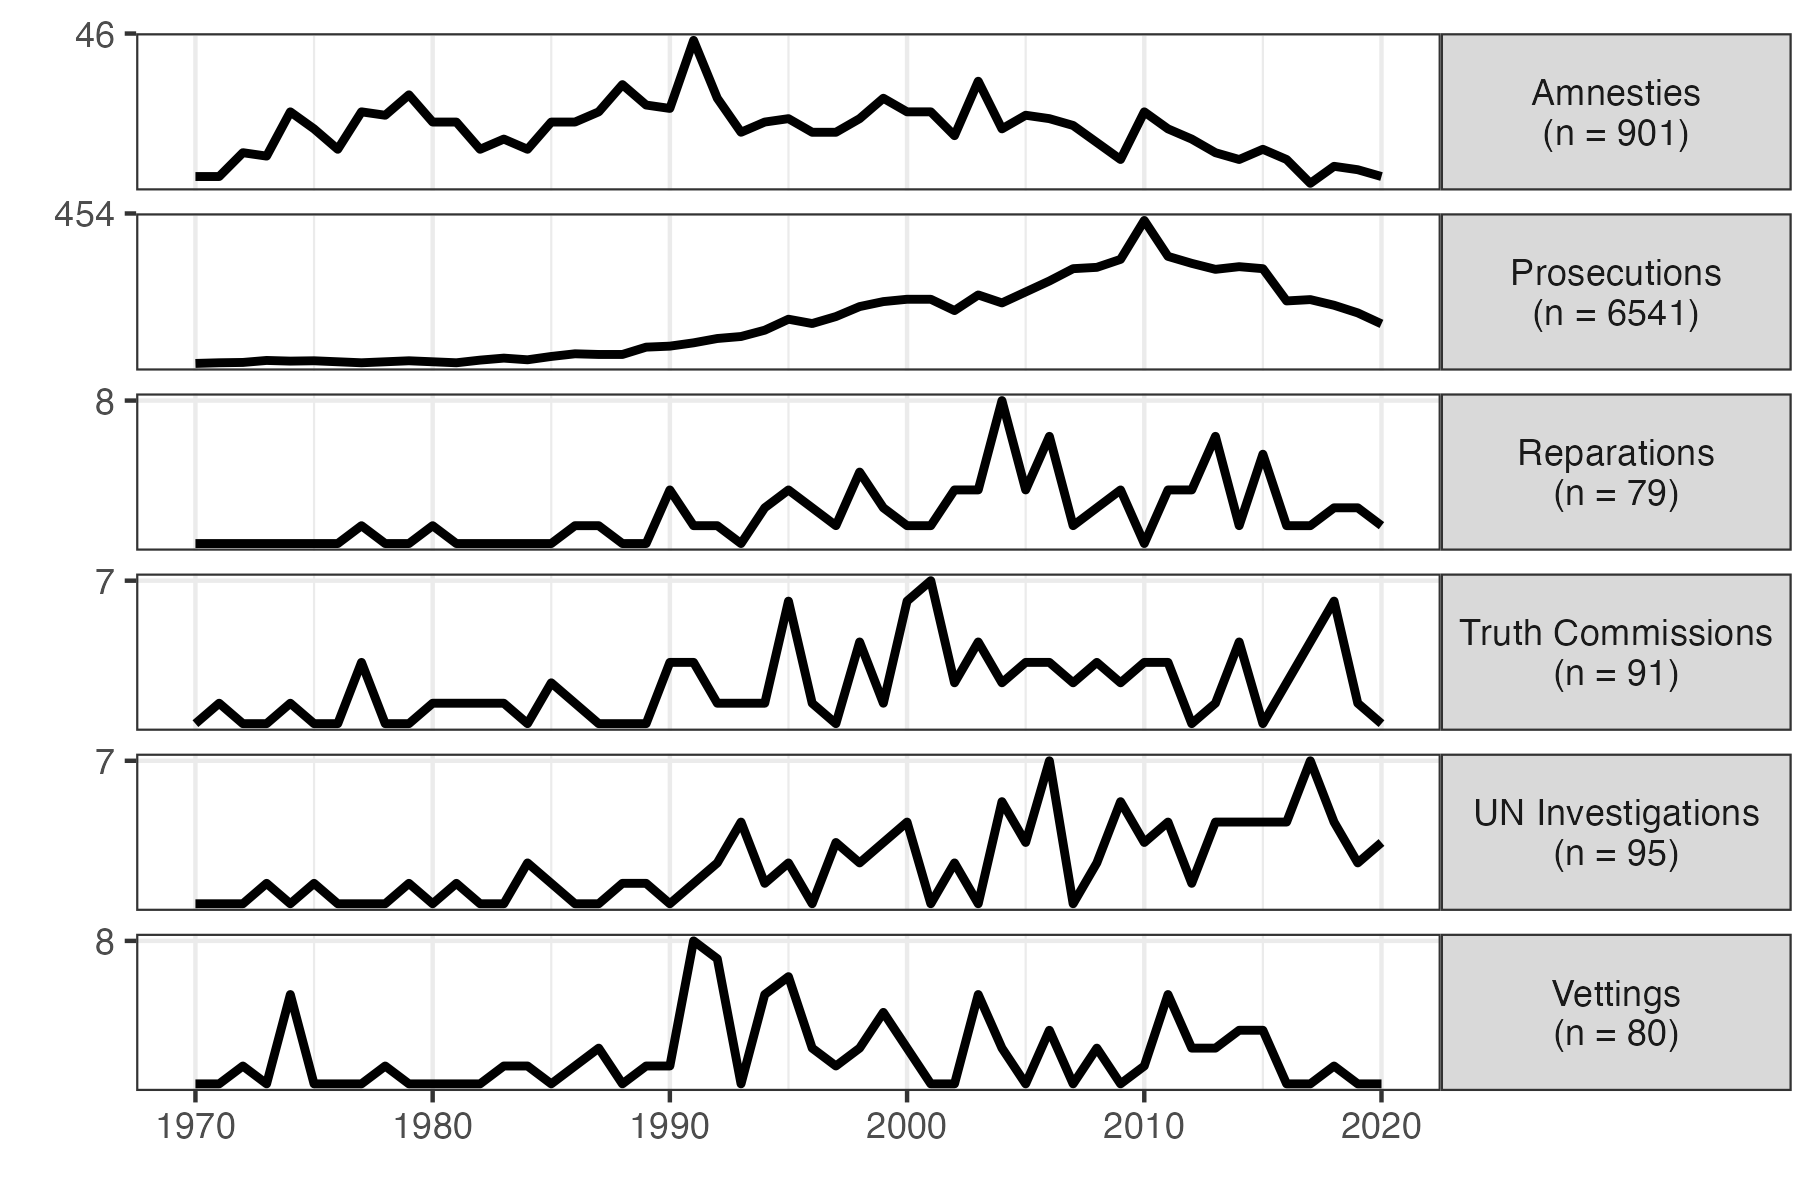 46
Amnesties
(n = 901)
454
Prosecutions
(n = 6541)
8
Reparations
(n = 79)
7
Truth Commissions
(n = 91)
7
UN Investigations
(n = 95)
8
Vettings
(n = 80)
1970 1980 1990 2000 2010 2020